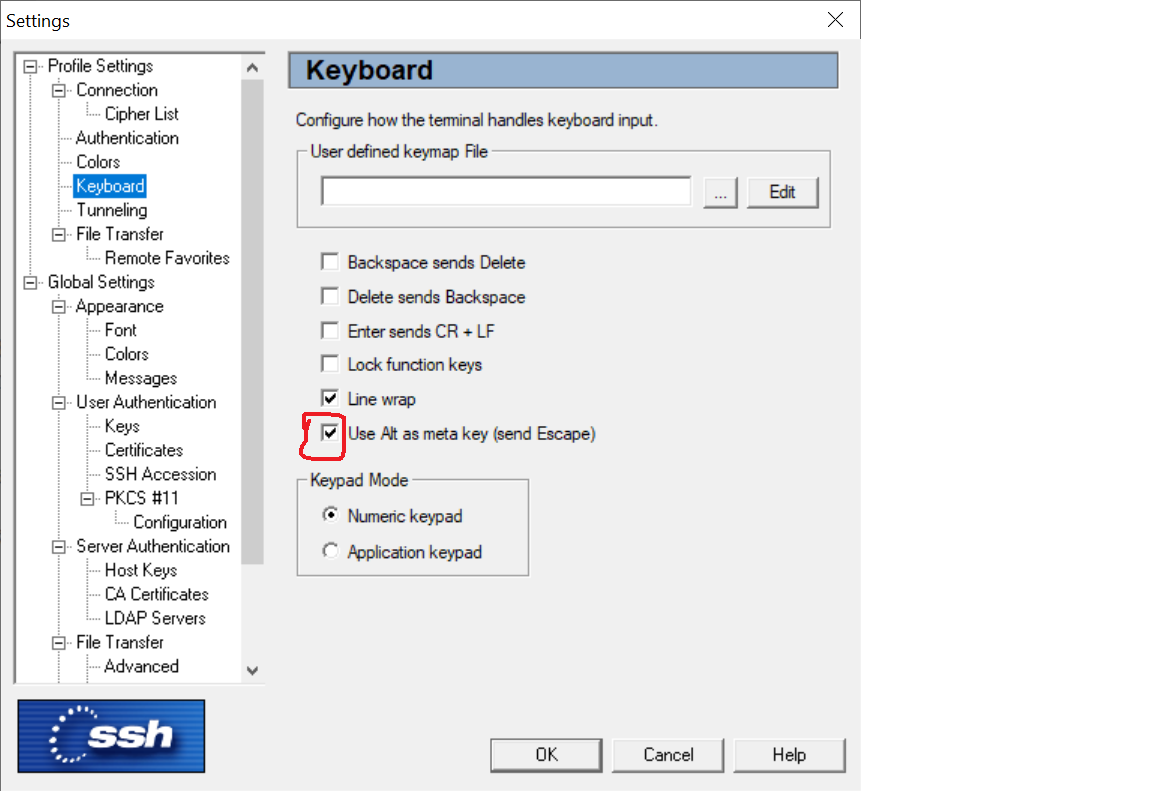 Settings
Profile Settings
Connection
Cipher List
Authentication
Colors
Keyboard
Tunneling
File Transfer
Remote Favorites
Global Settings
Appearance
Font
Colors
Messages
User Authentication
Keys
Certificates
SSH Accession
PKCS #11
Configuration
Server Authentication
Host Keys
CA Certificates
LDAP Servers
File Transfer
Advanced
ssh
Keyboard
Configure how the terminal handles keyboard input.
User defined keymap File
... Edit
Backspace sends Delete
Delete sends Backspace
Enter sends CR + LF
Lock function keys
Line wrap
Use Alt as meta key (send Escape)
Keypad Mode
Numeric keypad
Application keypad
OK Cancel Help